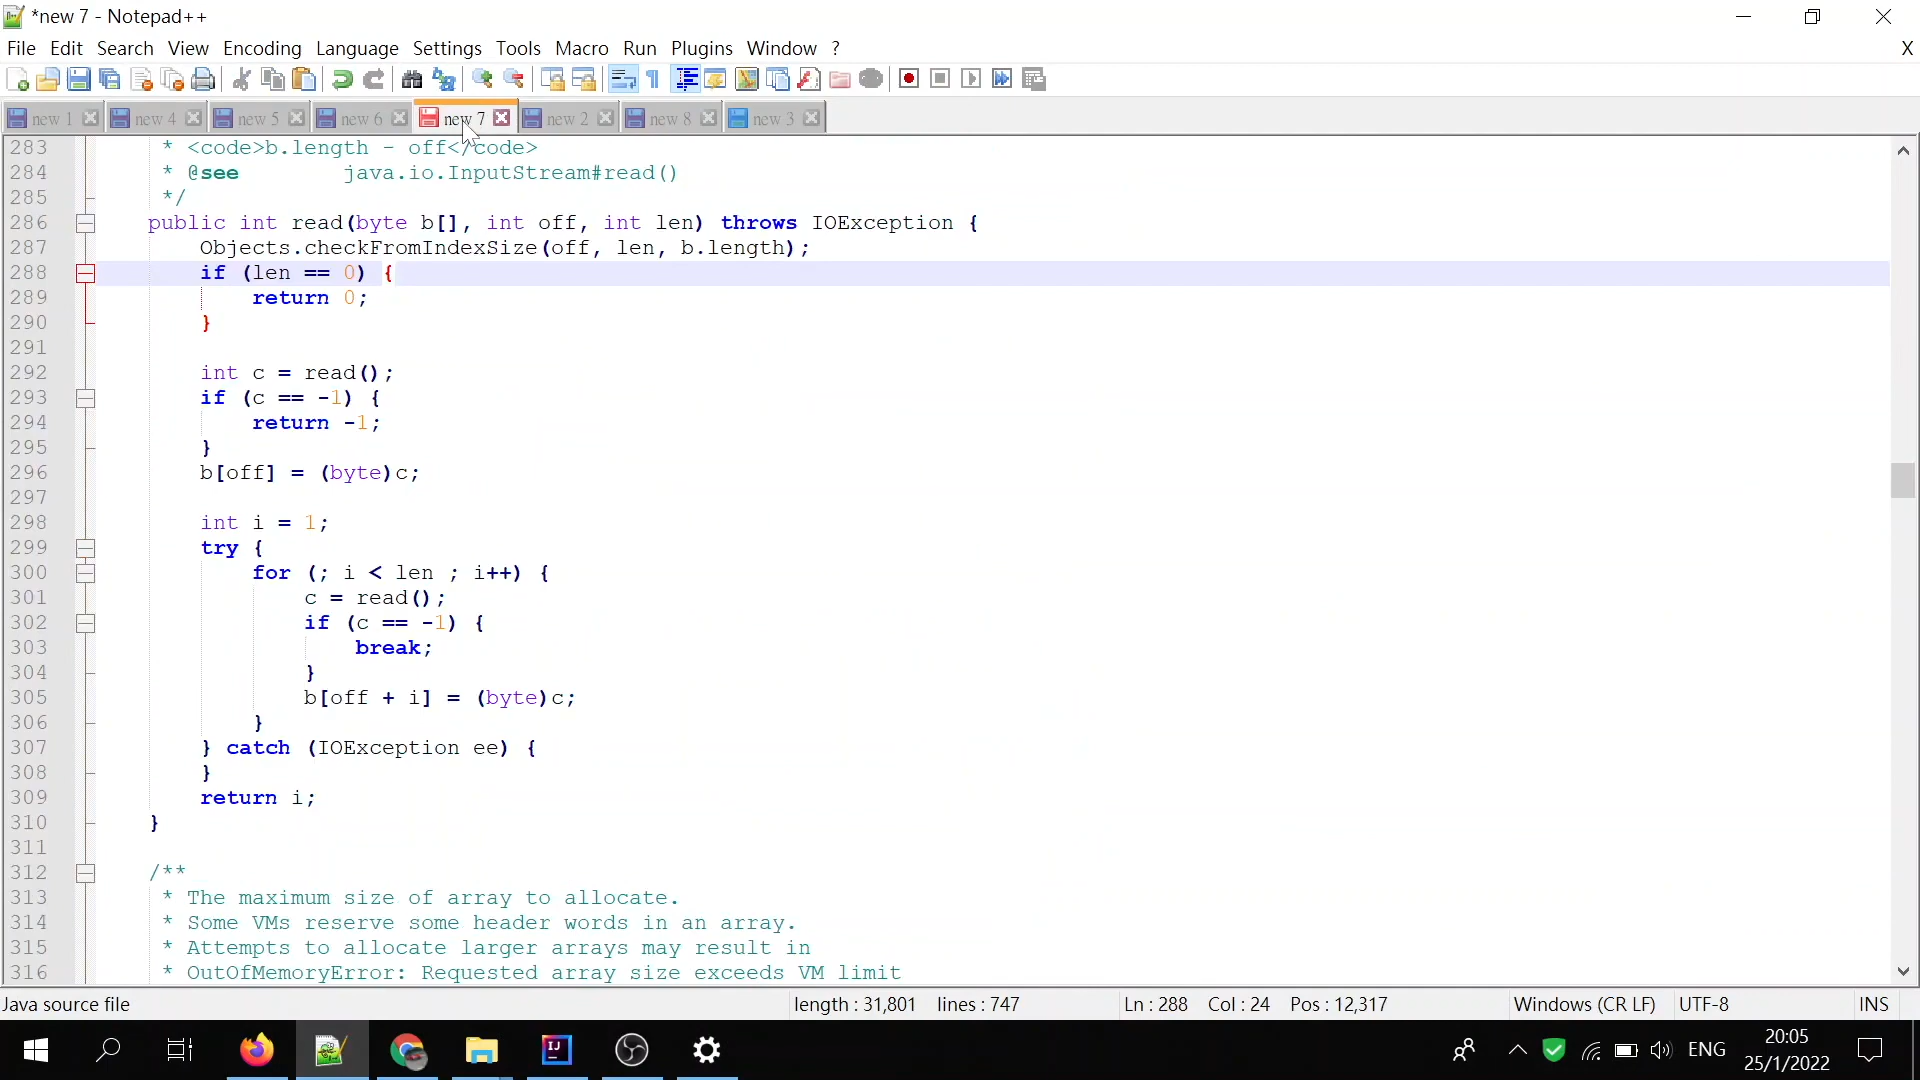 *new 7 - Notepad++
File Edit Search View Encoding Language Settings Tools Macro Run Plugins Window ? X
new 1 new 4 new 5 new 6 new 7 new 2 new 8 new 3
283 * <code>b.length - off</code>
284 * @see java.io.InputStream#read()
285 */
286 public int read(byte b[], int off, int len) throws IOException {
287 Objects.checkFromIndexSize(off, len, b.length);
288 if (len == 0) {
289 return 0;
290 }
291
292 int c = read();
293 if (c == -1) {
294 return -1;
295 }
296 b[off] = (byte)c;
297
298 int i = 1;
299 try {
300 for (; i < len ; i++) {
301 c = read();
302 if (c == -1) {
303 break;
304 }
305 b[off + i] = (byte)c;
306 }
307 } catch (IOException ee) {
308 }
309 return i;
310 }
311
312 /**
313 * The maximum size of array to allocate.
314 * Some VMs reserve some header words in an array.
315 * Attempts to allocate larger arrays may result in
316 * OutOfMemoryError: Requested array size exceeds VM limit
Java source file length : 31,801 lines : 747 Ln : 288 Col : 24 Pos : 12,317 Windows (CR LF) UTF-8 INS
ENG
20:05
25/1/2022